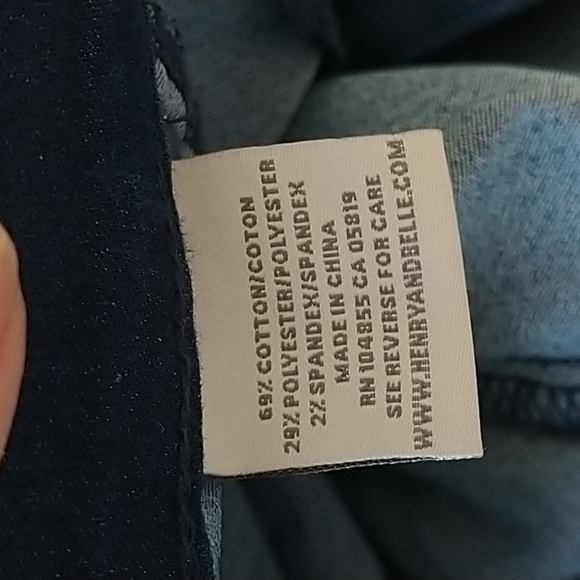 69% COTTON/COTON
29% POLYESTER/POLYESTER
2% SPANDEX/SPANDEX
MADE IN CHINA
RN 104855 CA 05819
SEE REVERSE FOR CARE
WWW.HENRYANDBELLE.COM